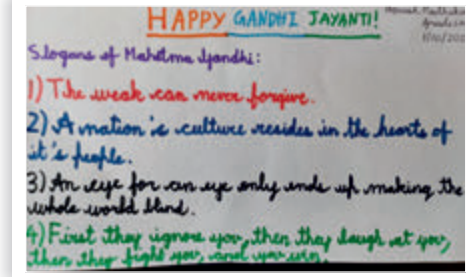 HAPPY GANDHI JAYANTI!
Slogans of Mahatma Gandhi:
1) The weak can never forgive.
2) A nation's culture resides in the hearts of
it's people.
3) An eye for an eye only ends up making the
whole world blind.
4) First they ignore you, then they laugh at you,
then they fight you, and you win.